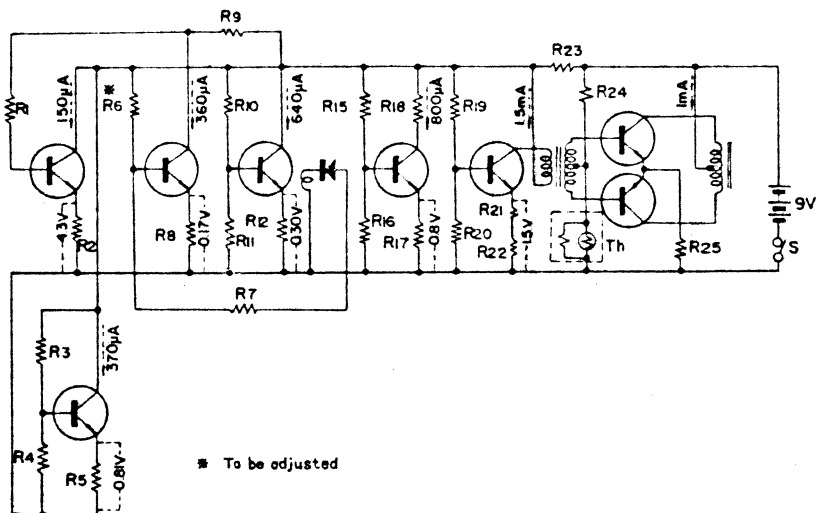 R9
R23
R1
150μA
※
R6
360μA
R10
640μA
R15
R18
800μA
R19
1.5mA
R24
1mA
4.3V
R2
R8
0.17V
R11
R12
0.30V
R16
R17
0.8V
R20
R21
R22
1.5V
Th
R25
9V
S
R7
R3
370μA
R4
R5
0.81V
※ To be adjusted